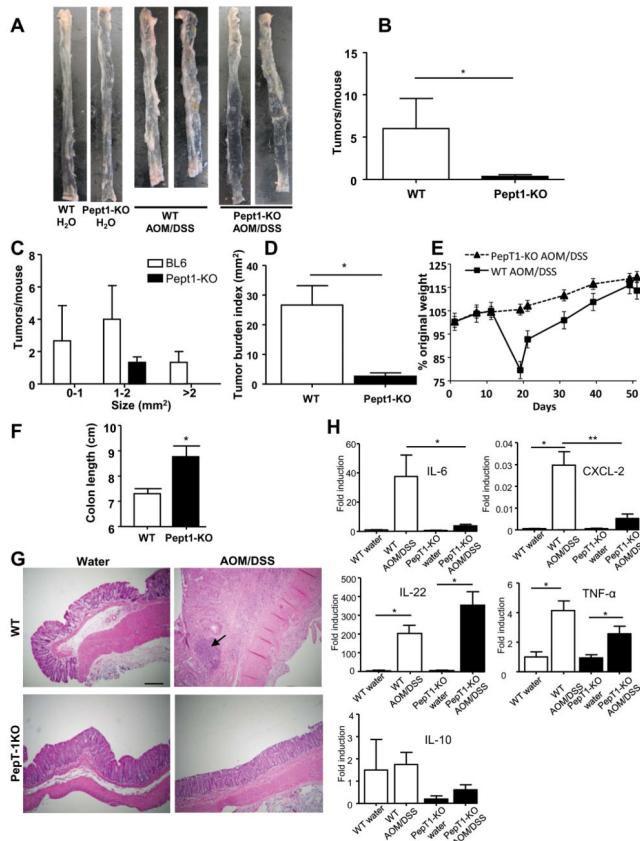 A
WT
H₂O
Pept1-KO
H₂O
WT
AOM/DSS
Pept1-KO
AOM/DSS
B
Tumors/mouse
15
10
5
0
*
WT
Pept1-KO
C
Tumors/mouse
8
6
4
2
0
BL6
Pept1-KO
0-1
1-2
>2
Size (mm²)
D
Tumor burden index (mm²)
40
30
20
10
0
*
WT
Pept1-KO
E
PepT1-KO AOM/DSS
WT AOM/DSS
% original weight
125
115
105
95
85
75
0
10
20
30
40
50
Days
F
Colon length (cm)
9
8
7
6
*
WT
Pept1-KO
G
Water
AOM/DSS
WT
PepT-1KO
H
Fold induction
60
40
20
0
*
IL-6
WT water
WT
AOM/DSS
PepT1-KO
water
PepT1-KO
AOM/DSS
Fold induction
0.04
0.03
0.02
0.01
0
*
**
CXCL-2
WT water
WT
AOM/DSS
PepT1-KO
water
PepT1-KO
AOM/DSS
Fold induction
500
400
300
200
100
0
IL-22
*
*
WT water
WT
AOM/DSS
PepT1-KO
water
PepT1-KO
AOM/DSS
Fold induction
6
4
2
0
TNF-α
*
*
WT water
WT
AOM/DSS
PepT1-KO
water
PepT1-KO
AOM/DSS
Fold induction
4
3
2
1
0
IL-10
WT water
WT
AOM/DSS
PepT1-KO
water
PepT1-KO
AOM/DSS